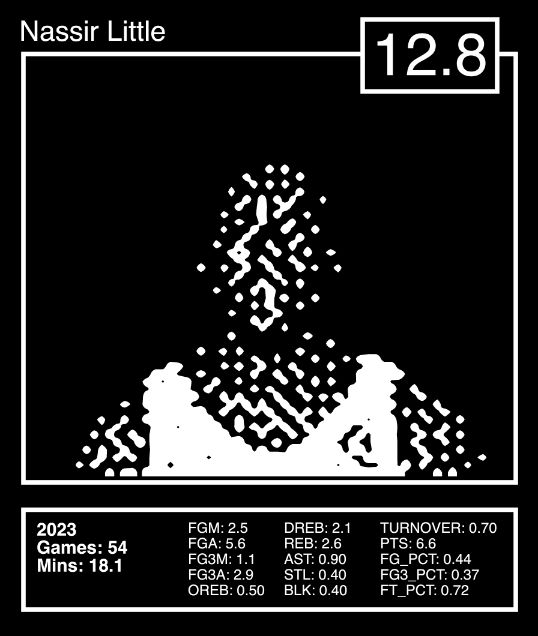 Nassir Little
12.8
2023
Games: 54
Mins: 18.1
FGM: 2.5
FGA: 5.6
FG3M: 1.1
FG3A: 2.9
OREB: 0.50
DREB: 2.1
REB: 2.6
AST: 0.90
STL: 0.40
BLK: 0.40
TURNOVER: 0.70
PTS: 6.6
FG_PCT: 0.44
FG3_PCT: 0.37
FT_PCT: 0.72